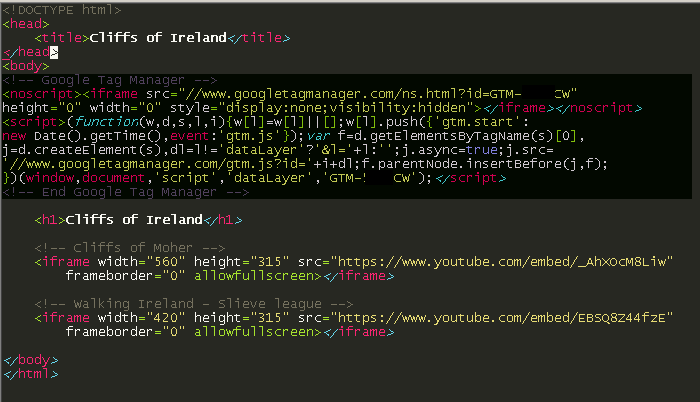 <!DOCTYPE html>
<head>
    <title>Cliffs of Ireland</title>
</head>
<body>
<!-- Google Tag Manager -->
<noscript><iframe src="//www.googletagmanager.com/ns.html?id=GTM-    CW"
height="0" width="0" style="display:none;visibility:hidden"></iframe></noscript>
<script>(function(w,d,s,l,i){w[l]=w[l]||[];w[l].push({'gtm.start':
new Date().getTime(),event:'gtm.js'});var f=d.getElementsByTagName(s)[0],
j=d.createElement(s),dl=l!='dataLayer'?'&l='+l:'';j.async=true;j.src=
'//www.googletagmanager.com/gtm.js?id='+i+dl;f.parentNode.insertBefore(j,f);
})(window,document,'script','dataLayer','GTM-    CW');</script>
<!-- End Google Tag Manager -->
    <h1>Cliffs of Ireland</h1>
    <!-- Cliffs of Moher -->
    <iframe width="560" height="315" src="https://www.youtube.com/embed/_AhXOcM8Liw"
        frameborder="0" allowfullscreen></iframe>
    <!-- Walking Ireland - Slieve league -->
    <iframe width="420" height="315" src="https://www.youtube.com/embed/EBSQ8Z44fzE"
        frameborder="0" allowfullscreen></iframe>
</body>
</html>